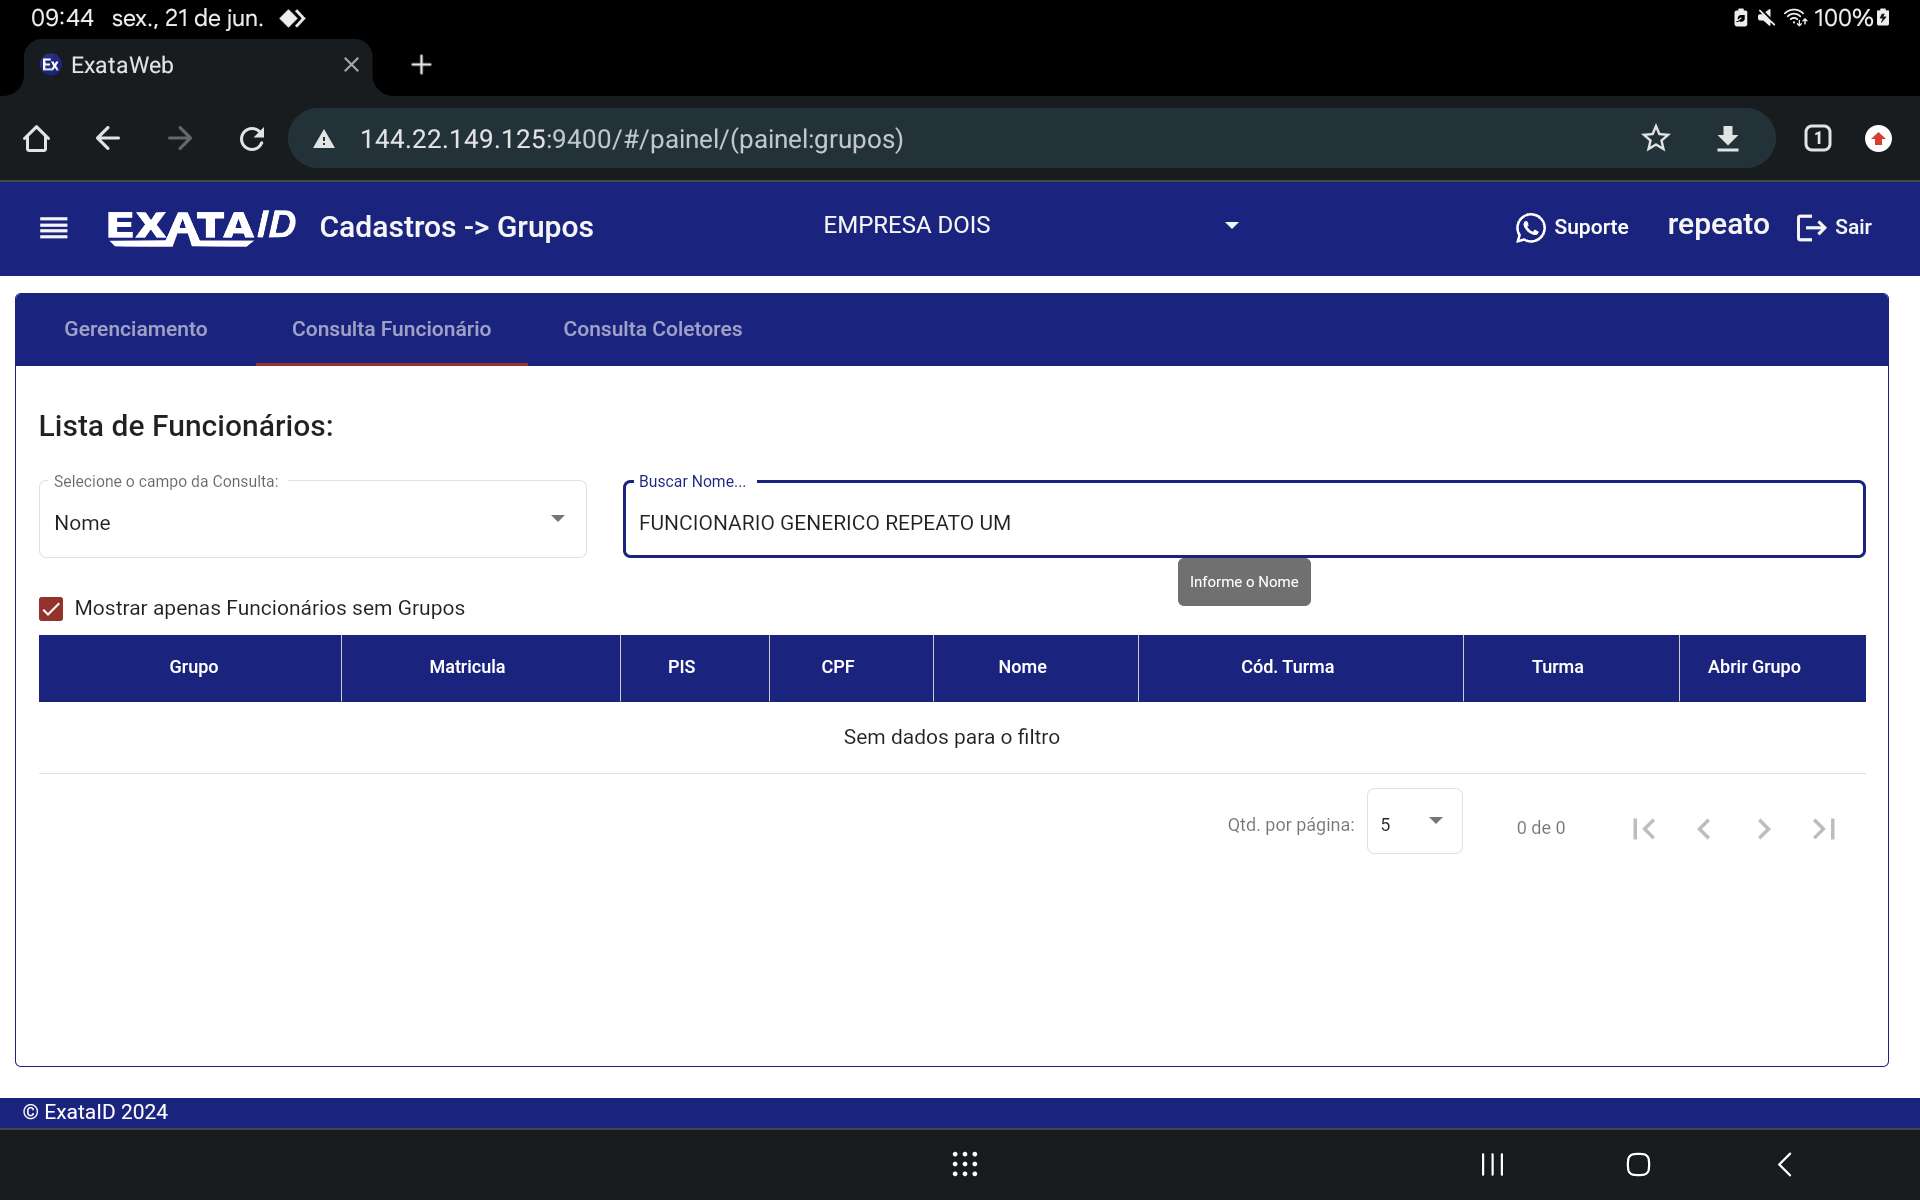 09:44 sex., 21 de jun. 100%
Ex ExataWeb
144.22.149.125:9400/#/painel/(painel:grupos) 1
EXATAID Cadastros -> Grupos EMPRESA DOIS Suporte repeato Sair
Gerenciamento Consulta Funcionário Consulta Coletores
Lista de Funcionários:
Selecione o campo da Consulta: Buscar Nome...
Nome FUNCIONARIO GENERICO REPEATO UM
Informe o Nome
Mostrar apenas Funcionários sem Grupos
Grupo Matricula PIS CPF Nome Cód. Turma Turma Abrir Grupo
Sem dados para o filtro
Qtd. por página: 5 0 de 0
© ExataID 2024